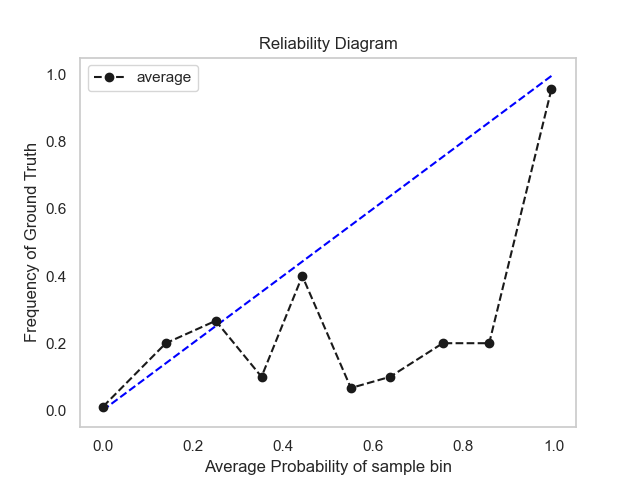 Reliability Diagram
average
1.0
0.8
0.6
0.4
0.2
0.0
Frequency of Ground Truth
0.0 0.2 0.4 0.6 0.8 1.0
Average Probability of sample bin